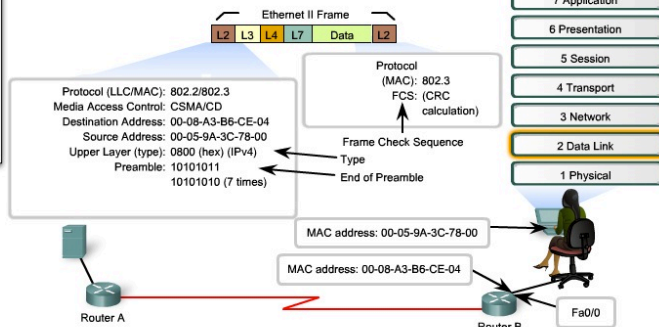 7 Application
Ethernet II Frame
L2 L3 L4 L7 Data L2
6 Presentation
5 Session
4 Transport
3 Network
2 Data Link
1 Physical
Protocol (LLC/MAC): 802.2/802.3
Media Access Control: CSMA/CD
Destination Address: 00-08-A3-B6-CE-04
Source Address: 00-05-9A-3C-78-00
Upper Layer (type): 0800 (hex) (IPv4)
Preamble: 10101011
10101010 (7 times)
Protocol
(MAC): 802.3
FCS: (CRC
calculation)
Frame Check Sequence
Type
End of Preamble
MAC address: 00-05-9A-3C-78-00
MAC address: 00-08-A3-B6-CE-04
Router A
Router B
Fa0/0